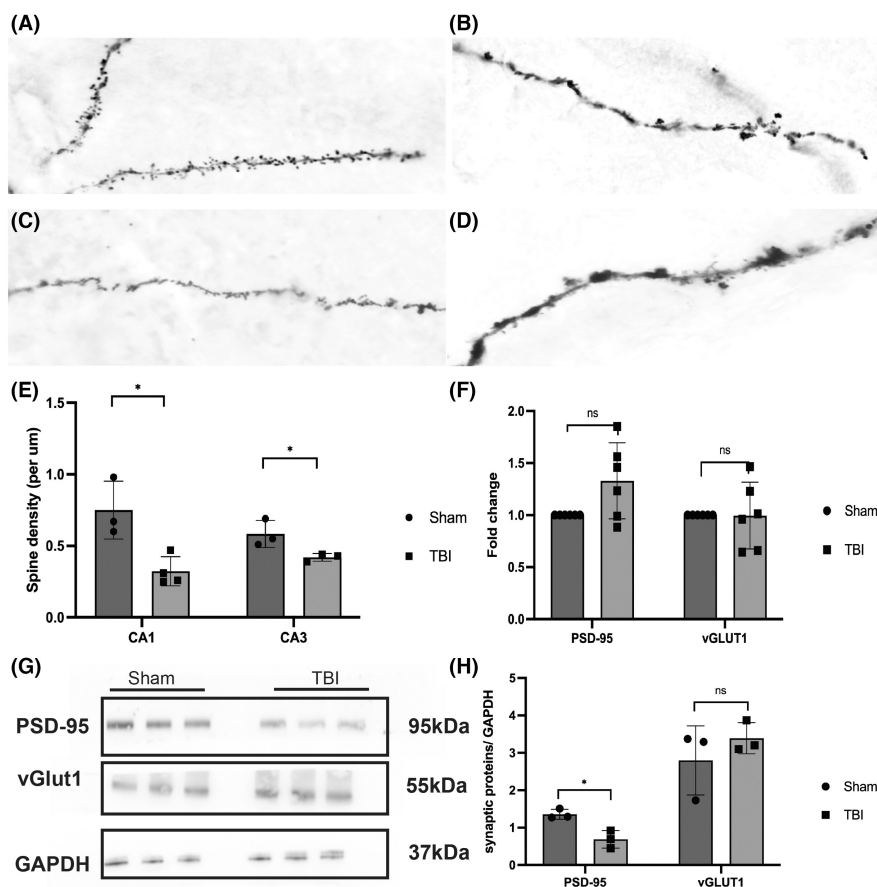 (A)
(B)
(C)
(D)
(E)
Spine density (per um)
1.5
1.0
0.5
0.0
*
*
CA1
CA3
Sham
TBI
(F)
Fold change
2.0
1.5
1.0
0.5
0.0
ns
ns
PSD-95
vGLUT1
Sham
TBI
(G)
Sham
TBI
PSD-95
95kDa
vGlut1
55kDa
GAPDH
37kDa
(H)
synaptic proteins/ GAPDH
5
4
3
2
1
0
*
ns
PSD-95
vGLUT1
Sham
TBI